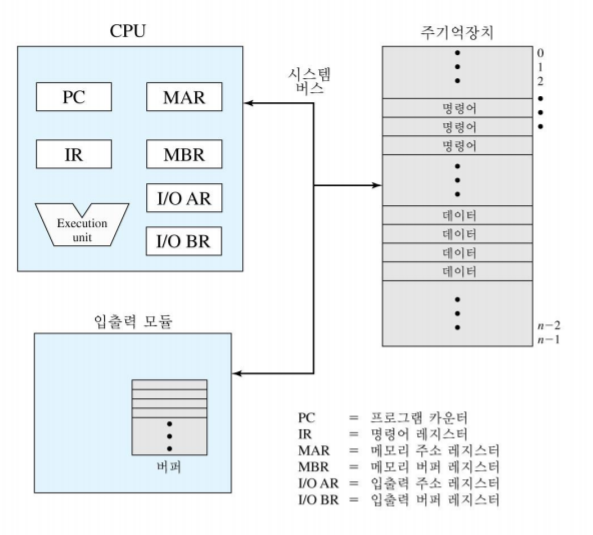 CPU
PC
MAR
IR
MBR
I/O AR
I/O BR
Execution
unit
시스템
버스
주기억장치
0
1
2
명령어
명령어
명령어
데이터
데이터
데이터
데이터
n−2
n−1
입출력 모듈
버퍼
PC = 프로그램 카운터
IR = 명령어 레지스터
MAR = 메모리 주소 레지스터
MBR = 메모리 버퍼 레지스터
I/O AR = 입출력 주소 레지스터
I/O BR = 입출력 버퍼 레지스터